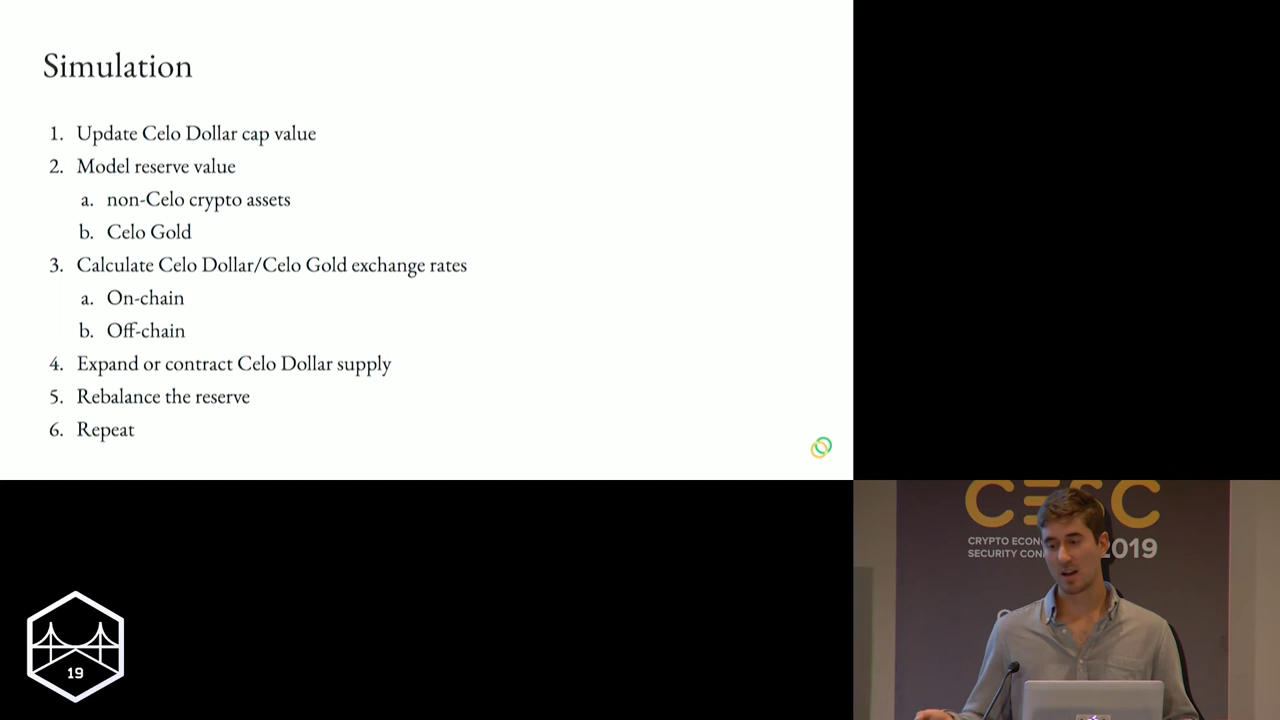 Simulation
1. Update Celo Dollar cap value
2. Model reserve value
a. non-Celo crypto assets
b. Celo Gold
3. Calculate Celo Dollar/Celo Gold exchange rates
a. On-chain
b. Off-chain
4. Expand or contract Celo Dollar supply
5. Rebalance the reserve
6. Repeat
CESC
CRYPTO ECON
SECURITY CON
2019
19